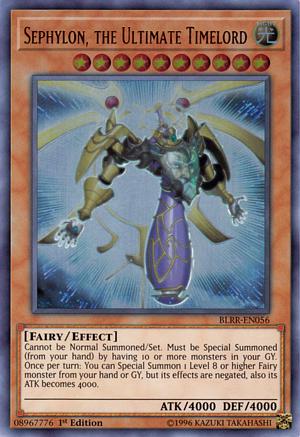 SEPHYLON, THE ULTIMATE TIMELORD
光
BLRR-EN056
[FAIRY/EFFECT]
Cannot be Normal Summoned/Set. Must be Special Summoned
(from your hand) by having 10 or more monsters in your GY.
Once per turn: You can Special Summon 1 Level 8 or higher Fairy
monster from your hand or GY, but its effects are negated, also its
ATK becomes 4000.
ATK/4000 DEF/4000
08967776 1st Edition ©1996 KAZUKI TAKAHASHI